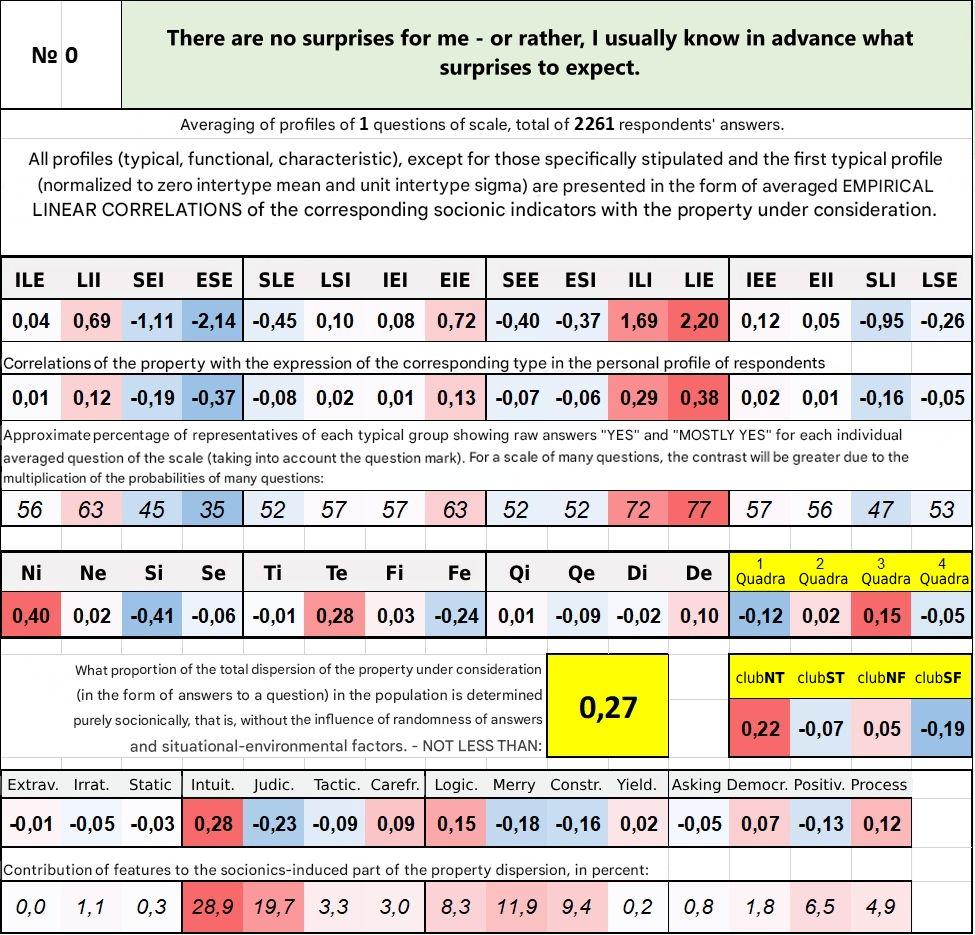 № 0
There are no surprises for me - or rather, I usually know in advance what
surprises to expect.
Averaging of profiles of 1 questions of scale, total of 2261 respondents' answers.
All profiles (typical, functional, characteristic), except for those specifically stipulated and the first typical profile
(normalized to zero intertype mean and unit intertype sigma) are presented in the form of averaged EMPIRICAL
LINEAR CORRELATIONS of the corresponding socionic indicators with the property under consideration.
ILE LII SEI ESE SLE LSI IEI EIE SEE ESI ILI LIE IEE EII SLI LSE
0,04 0,69 -1,11 -2,14 -0,45 0,10 0,08 0,72 -0,40 -0,37 1,69 2,20 0,12 0,05 -0,95 -0,26
Correlations of the property with the expression of the corresponding type in the personal profile of respondents
0,01 0,12 -0,19 -0,37 -0,08 0,02 0,01 0,13 -0,07 -0,06 0,29 0,38 0,02 0,01 -0,16 -0,05
Approximate percentage of representatives of each typical group showing raw answers "YES" and "MOSTLY YES" for each individual
averaged question of the scale (taking into account the question mark). For a scale of many questions, the contrast will be greater due to the
multiplication of the probabilities of many questions:
56 63 45 35 52 57 57 63 52 52 72 77 57 56 47 53
Ni Ne Si Se Ti Te Fi Fe Qi Qe Di De 1 Quadra 2 Quadra 3 Quadra 4 Quadra
0,40 0,02 -0,41 -0,06 -0,01 0,28 0,03 -0,24 0,01 -0,09 -0,02 0,10 -0,12 0,02 0,15 -0,05
What proportion of the total dispersion of the property under consideration
(in the form of answers to a question) in the population is determined
purely socionically, that is, without the influence of randomness of answers
and situational-environmental factors. - NOT LESS THAN:
0,27
clubNT clubST clubNF clubSF
0,22 -0,07 0,05 -0,19
Extrav. Irrat. Static Intuit. Judic. Tactic. Carefr. Logic. Merry Constr. Yield. Asking Democr. Positiv. Process
-0,01 -0,05 -0,03 0,28 -0,23 -0,09 0,09 0,15 -0,18 -0,16 0,02 -0,05 0,07 -0,13 0,12
Contribution of features to the socionics-induced part of the property dispersion, in percent:
0,0 1,1 0,3 28,9 19,7 3,3 3,0 8,3 11,9 9,4 0,2 0,8 1,8 6,5 4,9